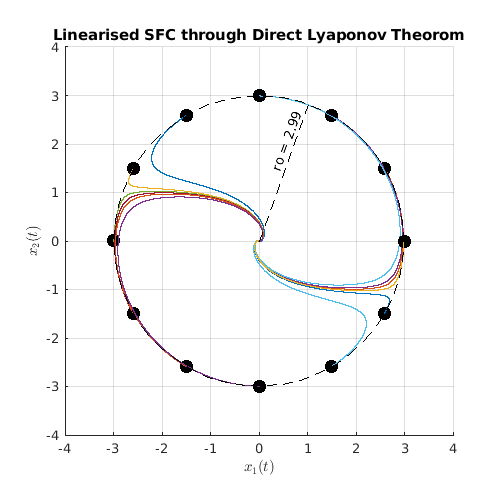 Linearised SFC through Direct Lyaponov Theorom
4
3
2
1
0
-1
-2
-3
-4
x₂(t)
ro = 2.99
-4 -3 -2 -1 0 1 2 3 4
x₁(t)